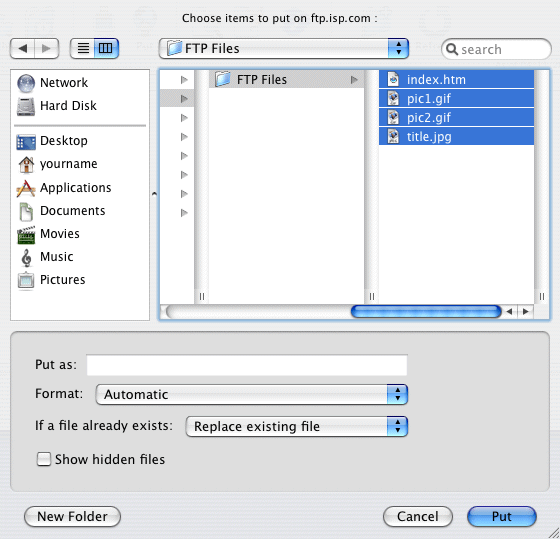 Choose items to put on ftp.isp.com :
FTP Files
search
Network
Hard Disk
Desktop
yourname
Applications
Documents
Movies
Music
Pictures
FTP Files
index.htm
pic1.gif
pic2.gif
title.jpg
Put as:
Format: Automatic
If a file already exists: Replace existing file
Show hidden files
New Folder Cancel Put